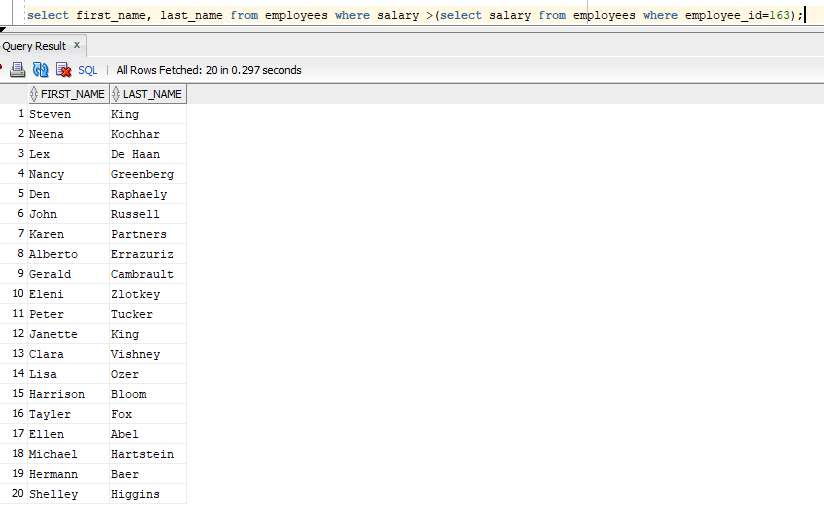 select first_name, last_name from employees where salary >(select salary from employees where employee_id=163);
Query Result x
SQL | All Rows Fetched: 20 in 0.297 seconds
FIRST_NAME LAST_NAME
1 Steven King
2 Neena Kochhar
3 Lex De Haan
4 Nancy Greenberg
5 Den Raphaely
6 John Russell
7 Karen Partners
8 Alberto Errazuriz
9 Gerald Cambrault
10 Eleni Zlotkey
11 Peter Tucker
12 Janette King
13 Clara Vishney
14 Lisa Ozer
15 Harrison Bloom
16 Tayler Fox
17 Ellen Abel
18 Michael Hartstein
19 Hermann Baer
20 Shelley Higgins